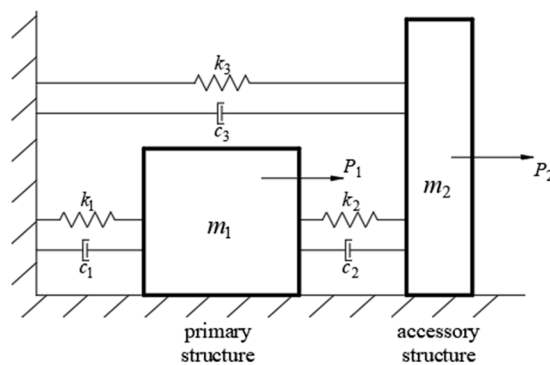 k₃
c₃
P₁
P₂
k₁
k₂
m₁
m₂
c₁
c₂
primary
structure
accessory
structure